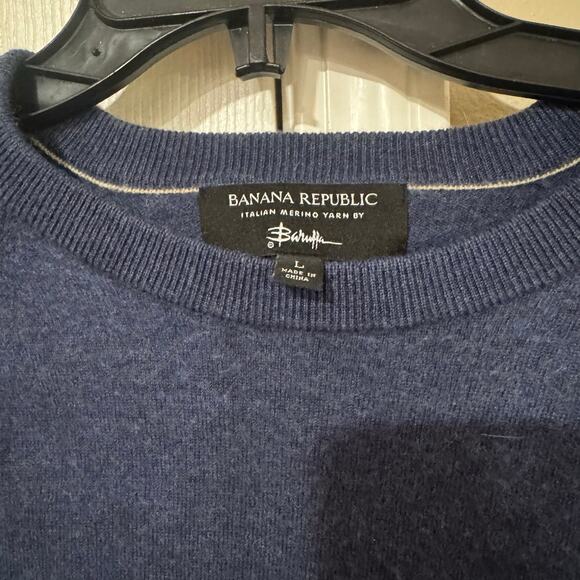 BANANA REPUBLIC
ITALIAN MERINO YARN BY
Baruffa
©
L
MADE IN
CHINA